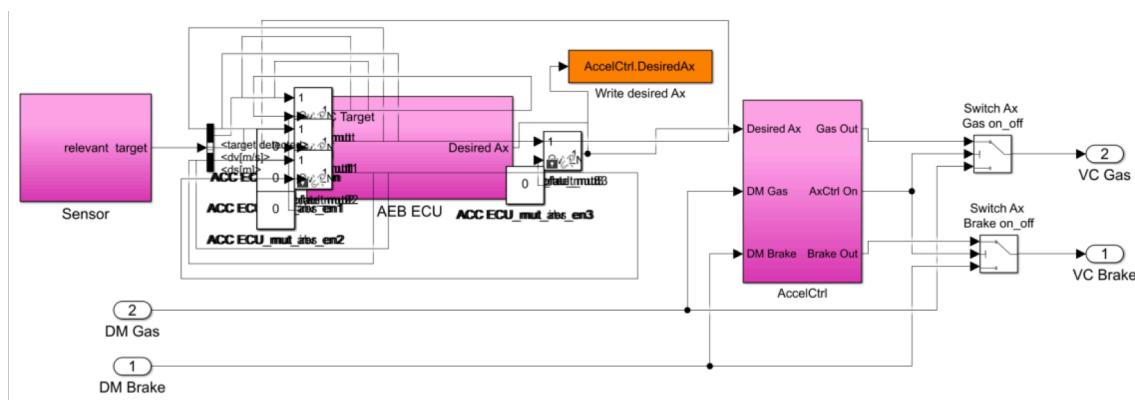 AccelCtrl.DesiredAx
Write desired Ax
relevant target
Sensor
1
1
1
1
Target
<target detected>
<dv[m/s]>
<ds[m]>
0
0
ACC ECU_mut_abs_en1
ACC ECU_mut_abs_en2
Desired Ax
AEB ECU
1
1
0
ACC ECU_mut_abs_en3
Desired Ax
Gas Out
DM Gas
AxCtrl On
DM Brake
Brake Out
AccelCtrl
Switch Ax
Gas on_off
2
VC Gas
Switch Ax
Brake on_off
1
VC Brake
2
DM Gas
1
DM Brake